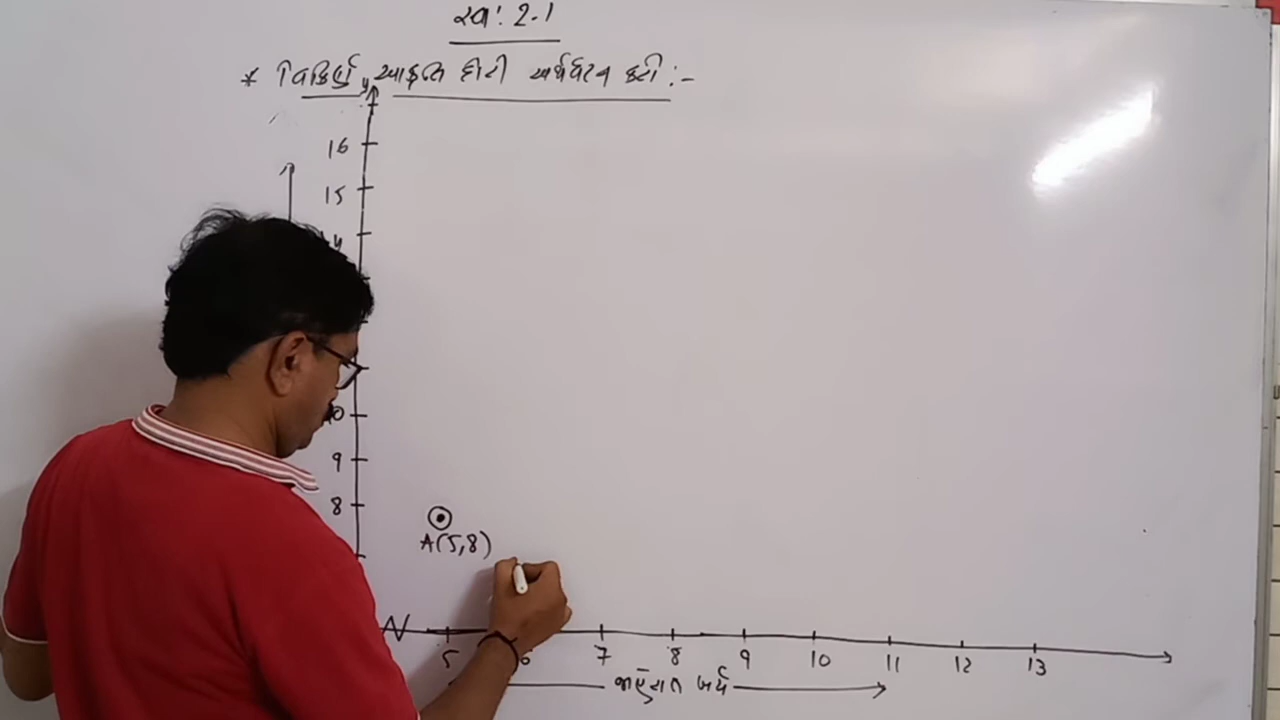 સ્વા: 2.1
* વિકિર્ણ આકૃતિ દોરી અર્થઘટન કરો :-
y
16
15
14
10
9
8
A(5,8)
5 6 7 8 9 10 11 12 13
જાહેરાત ખર્ચ